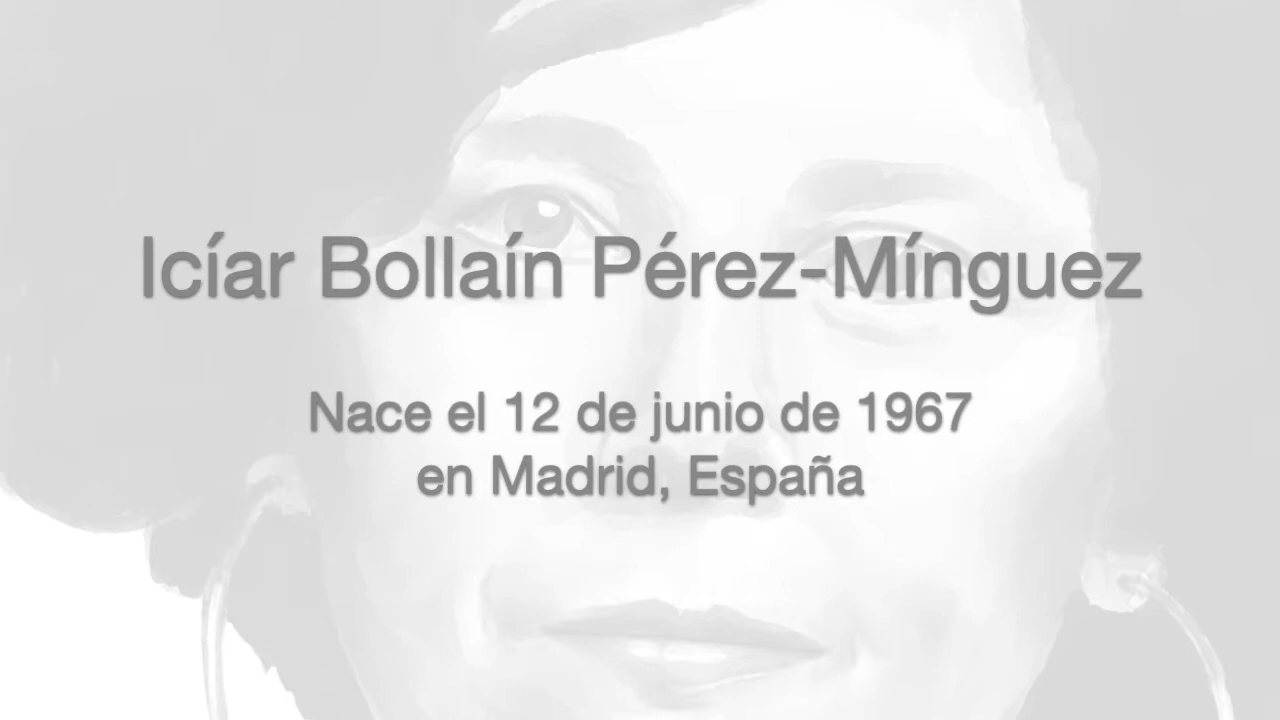 Icíar Bollaín Pérez-Mínguez
Nace el 12 de junio de 1967
en Madrid, España